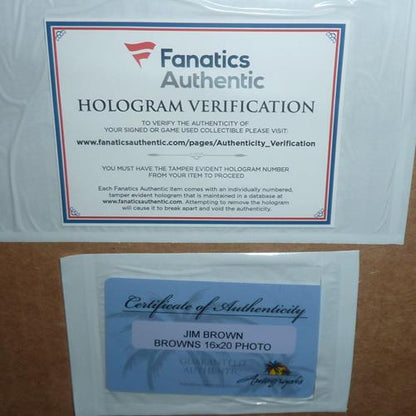 Fanatics
Authentic
HOLOGRAM VERIFICATION
TO VERIFY THE AUTHENTICITY OF
YOUR SIGNED OR GAME USED COLLECTIBLE PLEASE VISIT:
www.fanaticsauthentic.com/pages/Authenticity_Verification
YOU MUST HAVE THE TAMPER EVIDENT HOLOGRAM NUMBER
FROM YOUR ITEM TO PROCEED
Each Fanatics Authentic item comes with an individually numbered,
tamper evident hologram that is maintained in a database at
www.fanaticsauthentic.com. Attempting to remove the hologram
will cause it to break apart and void the authenticity.
Certificate of Authenticity
JIM BROWN
BROWNS 16x20 PHOTO
GUARANTEED
AUTHENTIC
Autographs